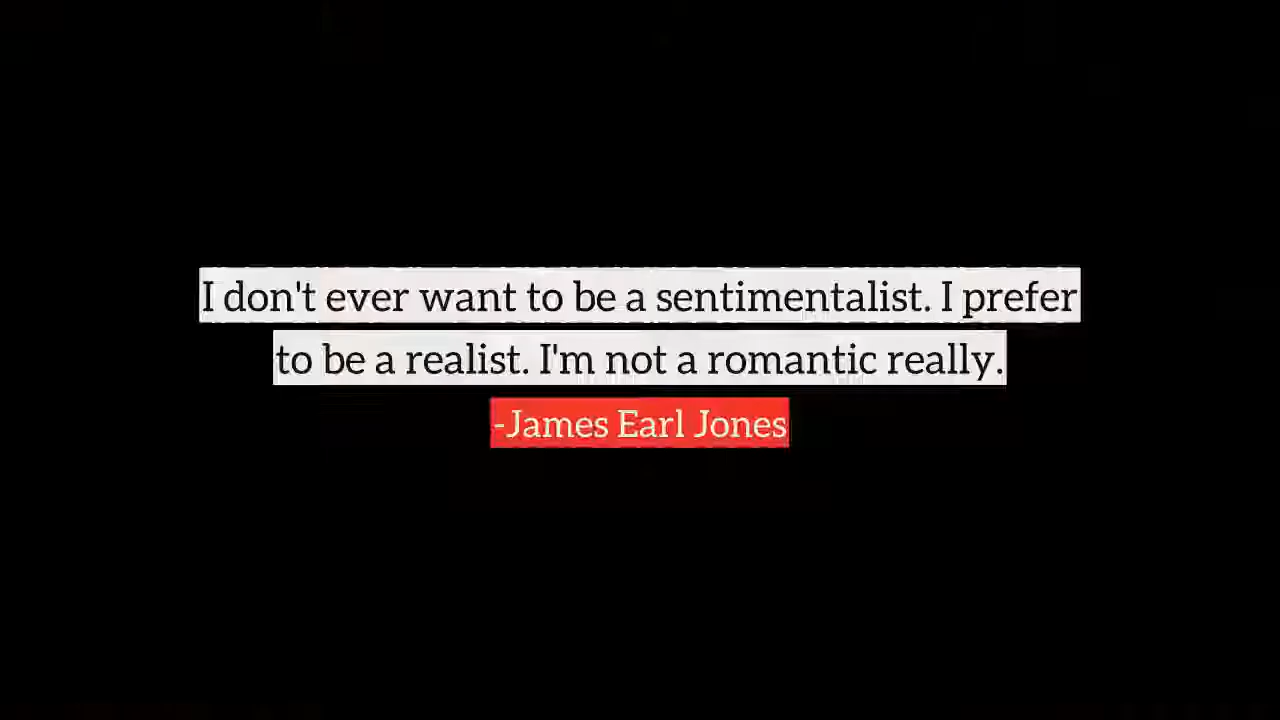 I don't ever want to be a sentimentalist. I prefer
to be a realist. I'm not a romantic really.
-James Earl Jones